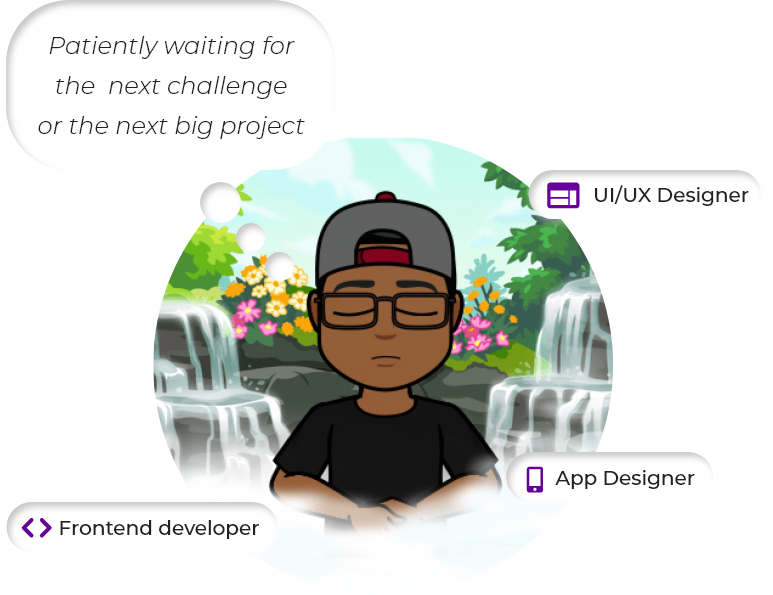 Patiently waiting for
the next challenge
or the next big project
UI/UX Designer
App Designer
Frontend developer